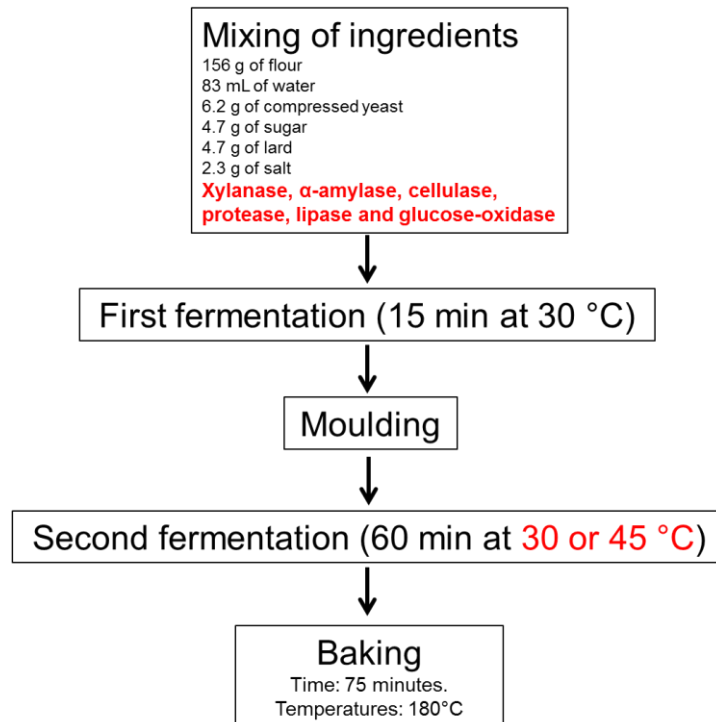 Mixing of ingredients
156 g of flour
83 mL of water
6.2 g of compressed yeast
4.7 g of sugar
4.7 g of lard
2.3 g of salt
Xylanase, α-amylase, cellulase,
protease, lipase and glucose-oxidase
First fermentation (15 min at 30 °C)
Moulding
Second fermentation (60 min at 30 or 45 °C)
Baking
Time: 75 minutes.
Temperatures: 180°C